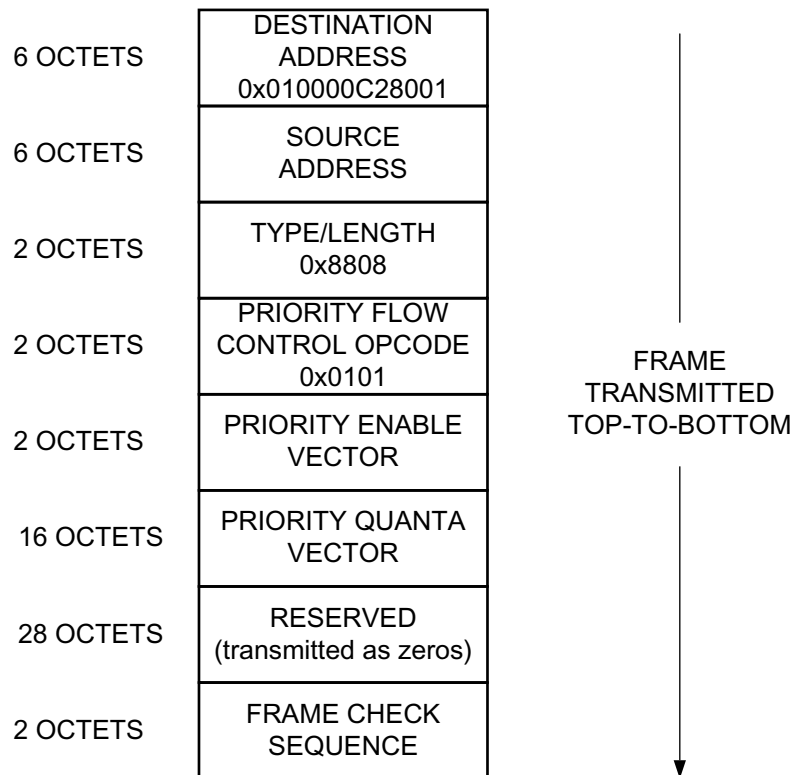 6 OCTETS
DESTINATION
ADDRESS
0x010000C28001
6 OCTETS
SOURCE
ADDRESS
2 OCTETS
TYPE/LENGTH
0x8808
2 OCTETS
PRIORITY FLOW
CONTROL OPCODE
0x0101
2 OCTETS
PRIORITY ENABLE
VECTOR
16 OCTETS
PRIORITY QUANTA
VECTOR
28 OCTETS
RESERVED
(transmitted as zeros)
2 OCTETS
FRAME CHECK
SEQUENCE
FRAME
TRANSMITTED
TOP-TO-BOTTOM